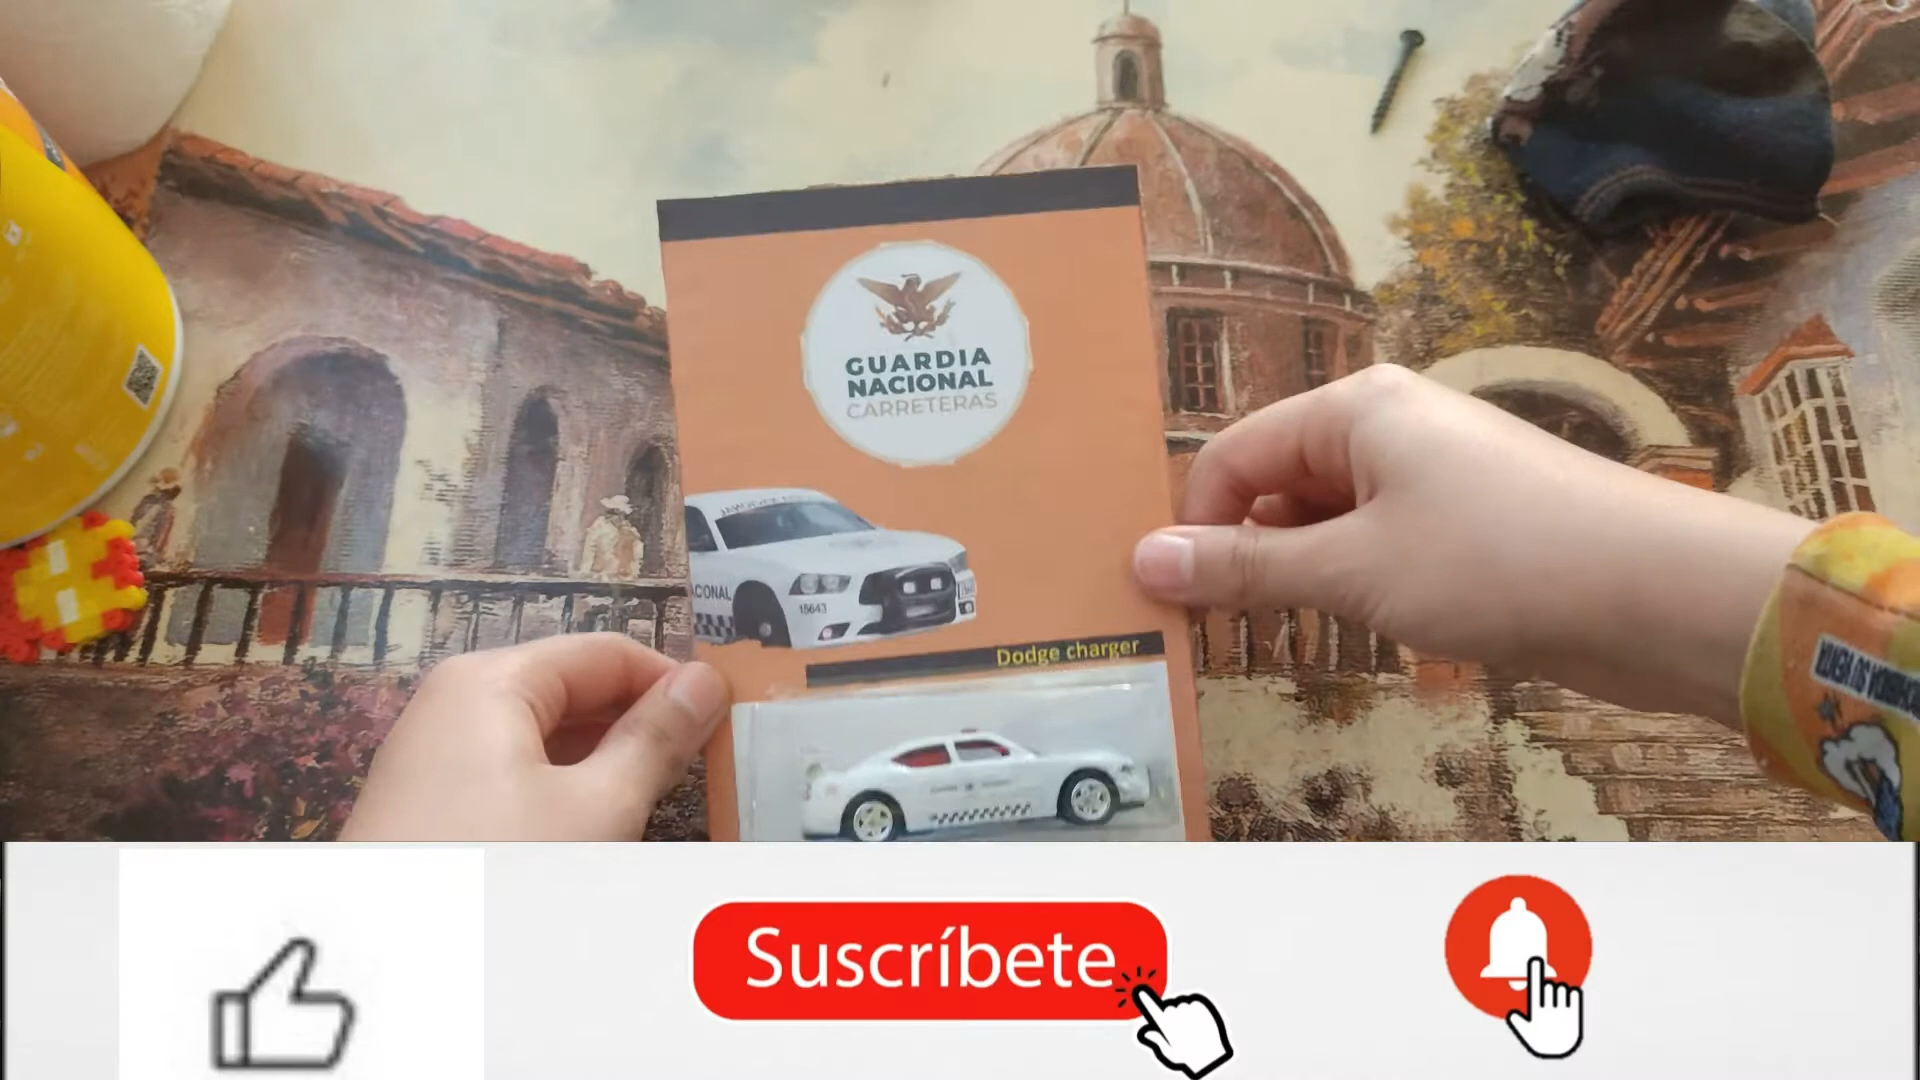 GUARDIA
NACIONAL
CARRETERAS
15643
Dodge charger
Suscríbete